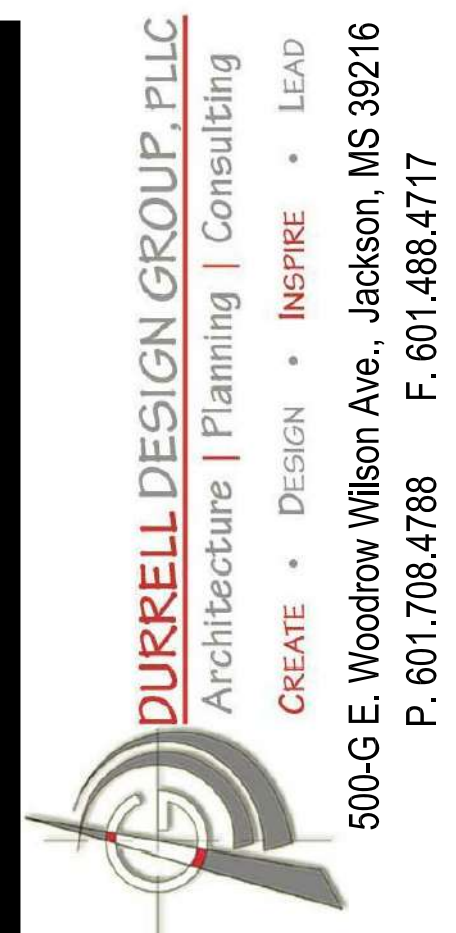 DURRELL DESIGN GROUP, PLLC
Architecture | Planning | Consulting
CREATE • DESIGN • INSPIRE • LEAD
500-G E. Woodrow Wilson Ave., Jackson, MS 39216
P. 601.708.4788 F. 601.488.4717